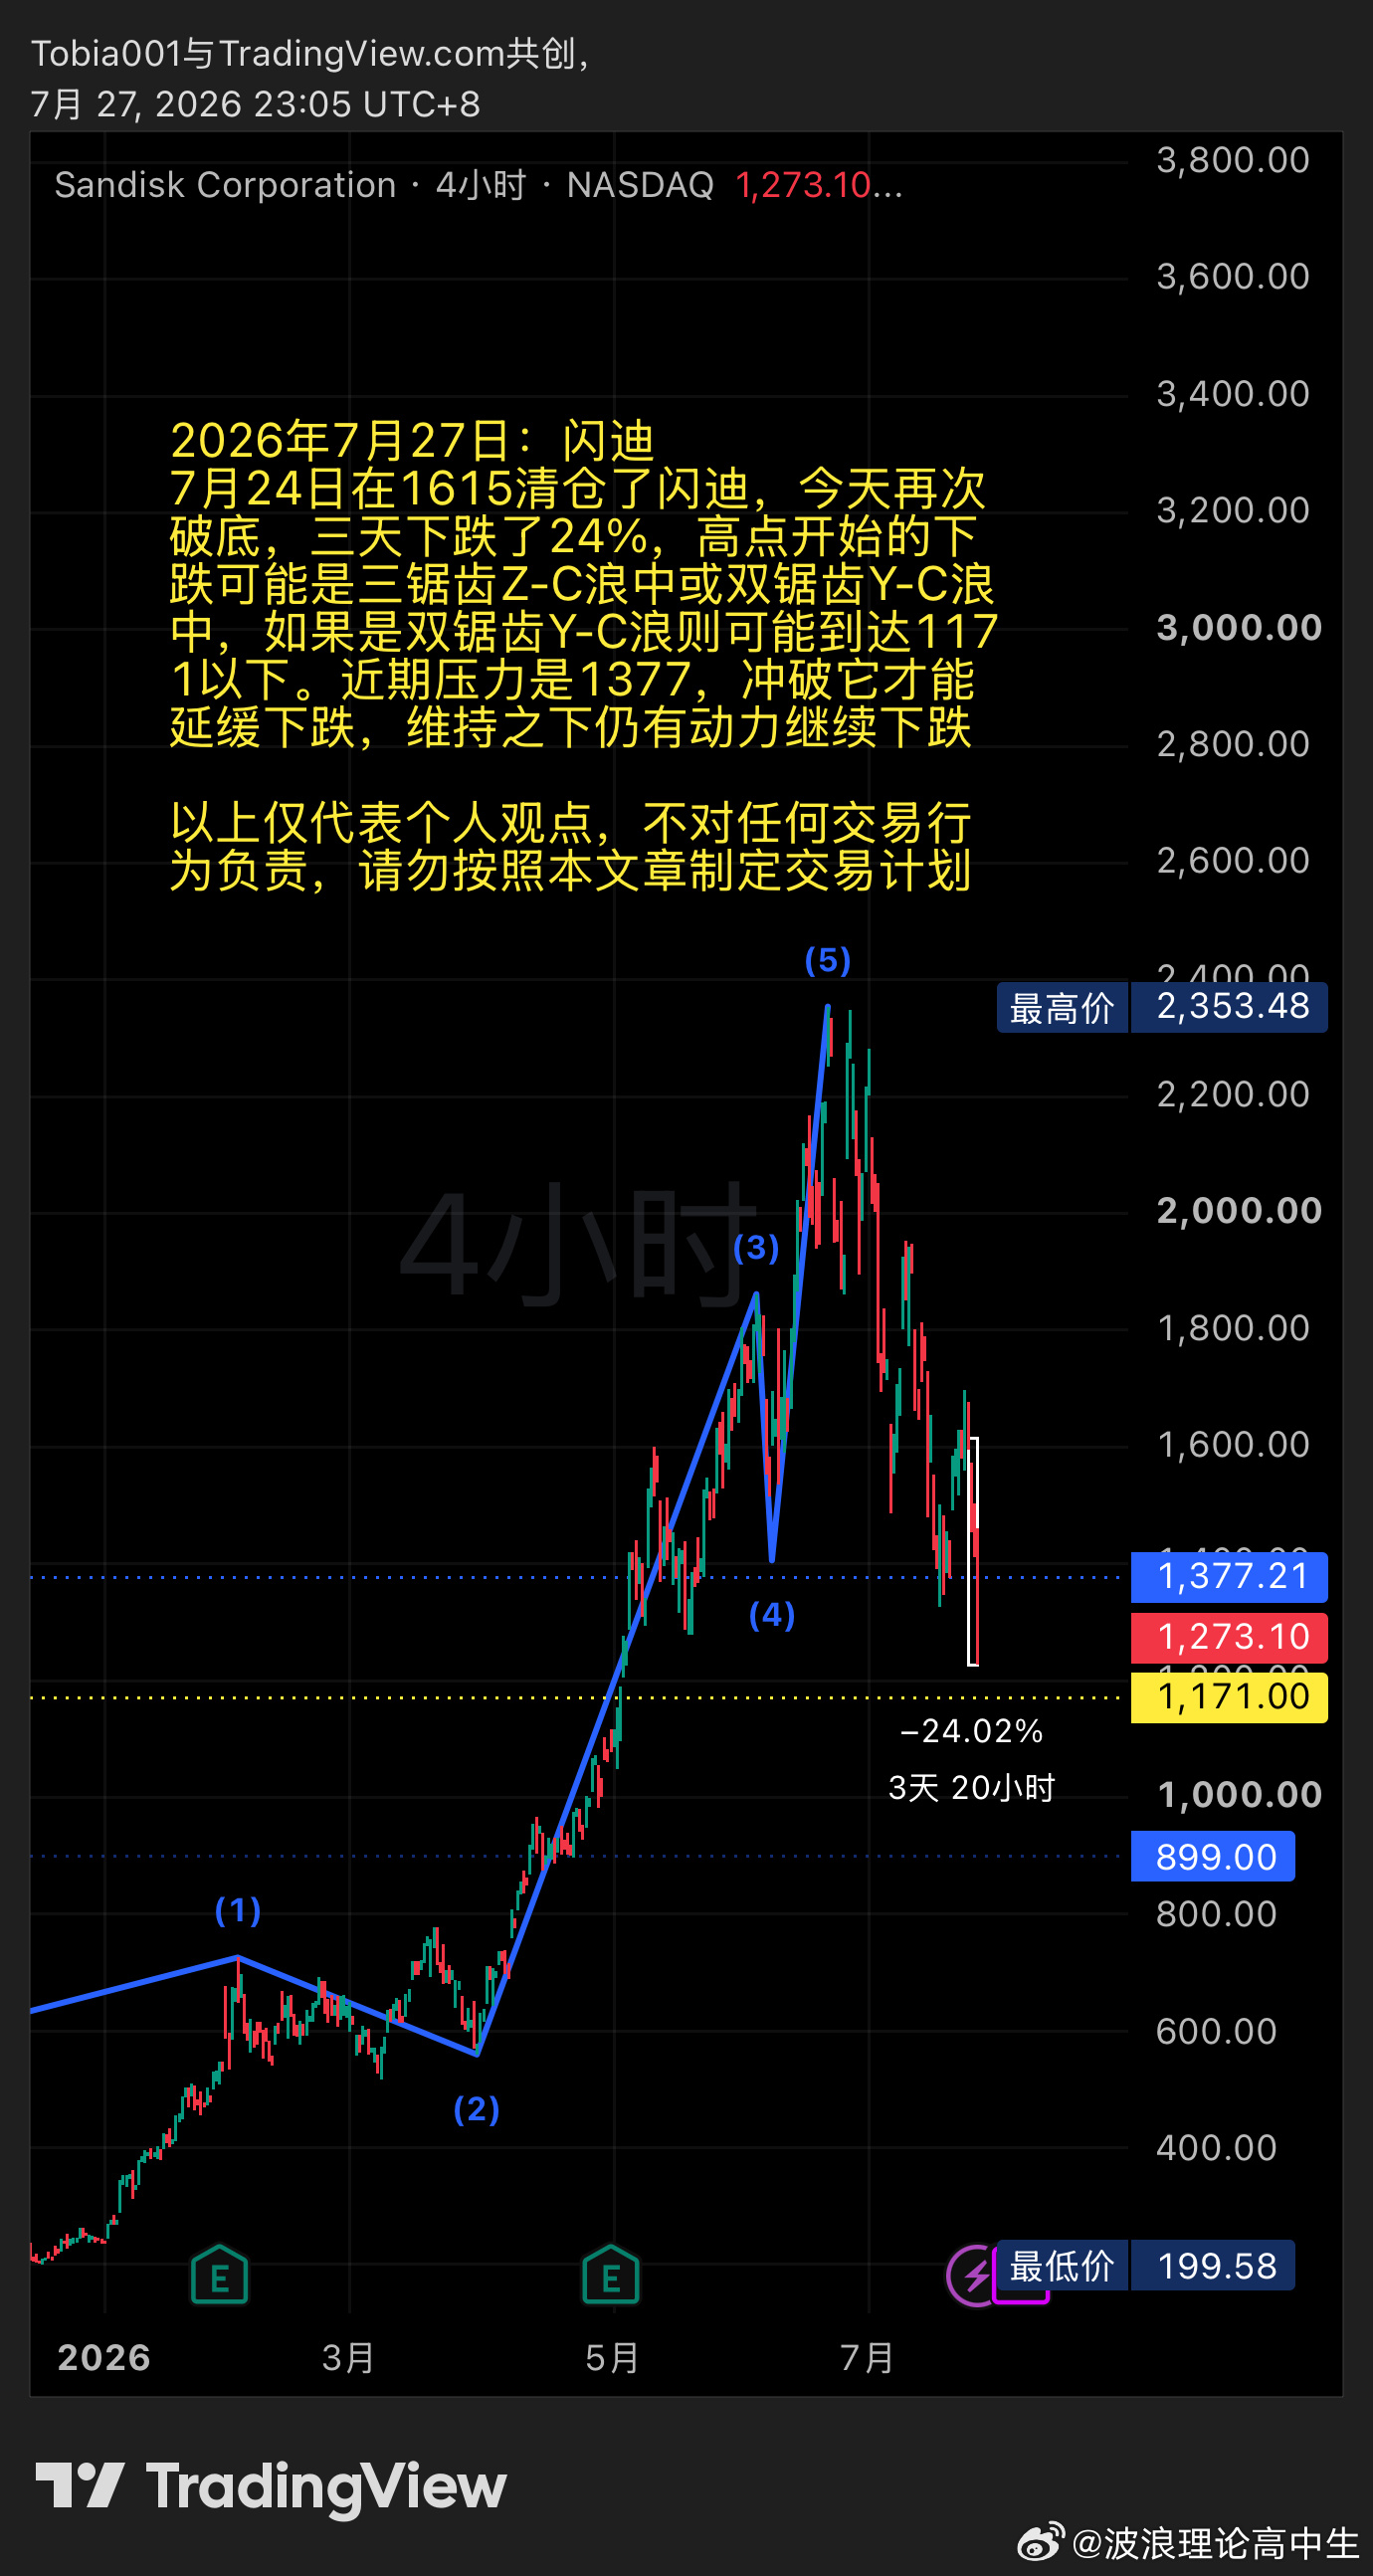 Tobia001与TradingView.com共创,
7月 27, 2026 23:05 UTC+8
Sandisk Corporation · 4小时 · NASDAQ 1,273.10...
3,800.00
3,600.00
3,400.00
2026年7月27日：闪迪
7月24日在1615清仓了闪迪，今天再次
破底，三天下跌了24%，高点开始的下
跌可能是三锯齿Z-C浪中或双锯齿Y-C浪
中，如果是双锯齿Y-C浪则可能到达117
1以下。近期压力是1377，冲破它才能
延缓下跌，维持之下仍有动力继续下跌
以上仅代表个人观点，不对任何交易行
为负责，请勿按照本文章制定交易计划
3,200.00
3,000.00
2,800.00
2,600.00
(5)
2,400.00
最高价 2,353.48
2,200.00
4小时
2,000.00
(3)
1,800.00
1,600.00
1,377.21
(4)
1,273.10
1,171.00
−24.02%
3天 20小时
1,000.00
899.00
(1)
800.00
600.00
(2)
400.00
E
E
最低价 199.58
2026
3月
5月
7月
TradingView
@波浪理论高中生